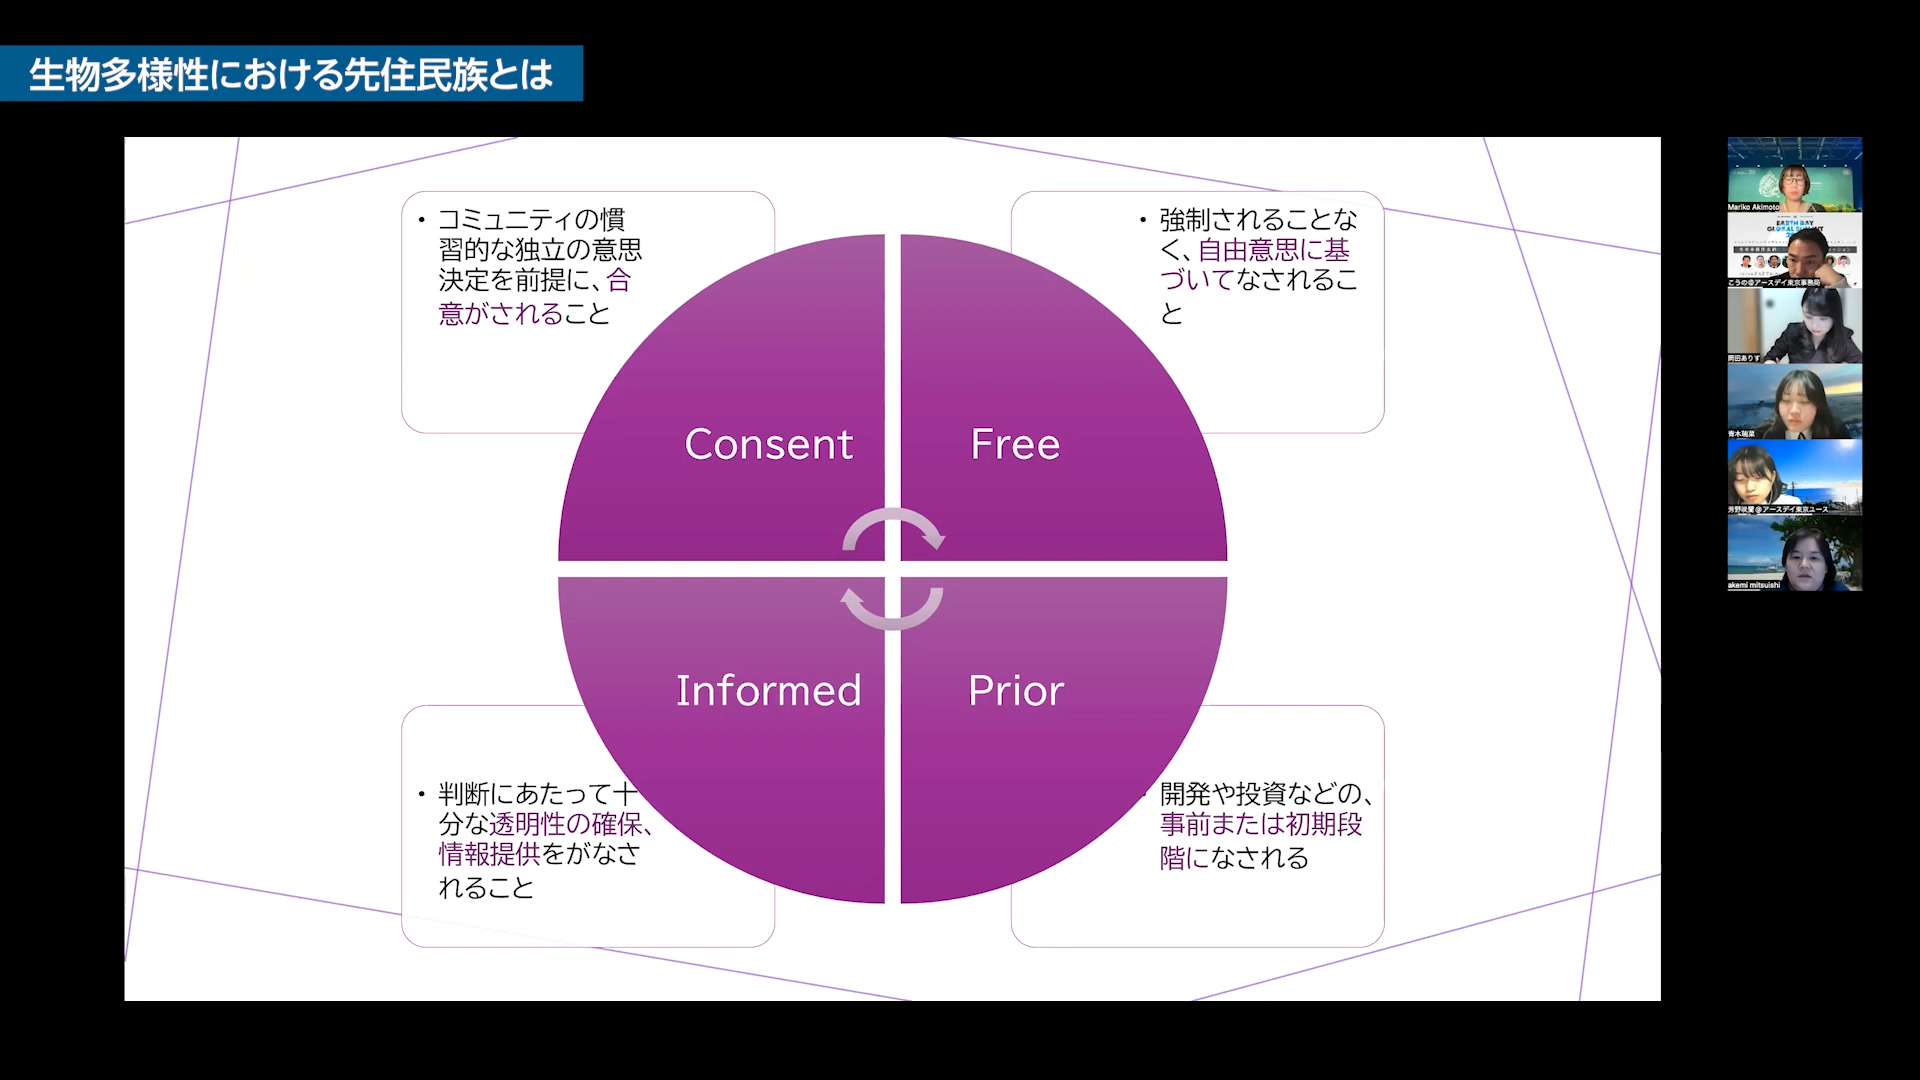 生物多様性における先住民族とは
・コミュニティの慣
習的な独立の意思
決定を前提に、合
意がされること
・強制されることな
く、自由意思に基
づいてなされるこ
と
Consent
Free
Informed
Prior
・判断にあたって十
分な透明性の確保、
情報提供をがなさ
れること
・開発や投資などの、
事前または初期段
階になされる
Mariko Akimoto
EARTH DAY
こうの@アースデイ東京事務局
岡田ありす
青木瑞菜
@アースデイ東京ユース
akemi mitsuishi